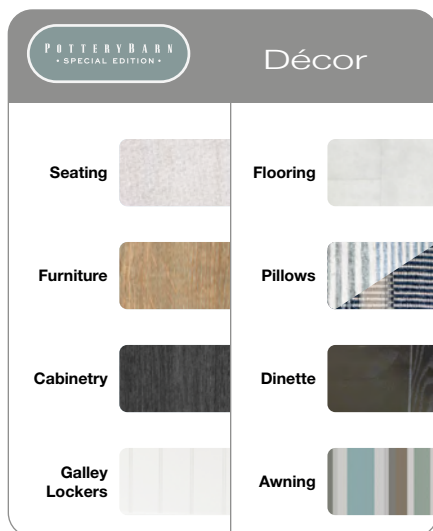 POTTERYBARN
• SPECIAL EDITION •
Décor
Seating
Flooring
Furniture
Pillows
Cabinetry
Dinette
Galley
Lockers
Awning